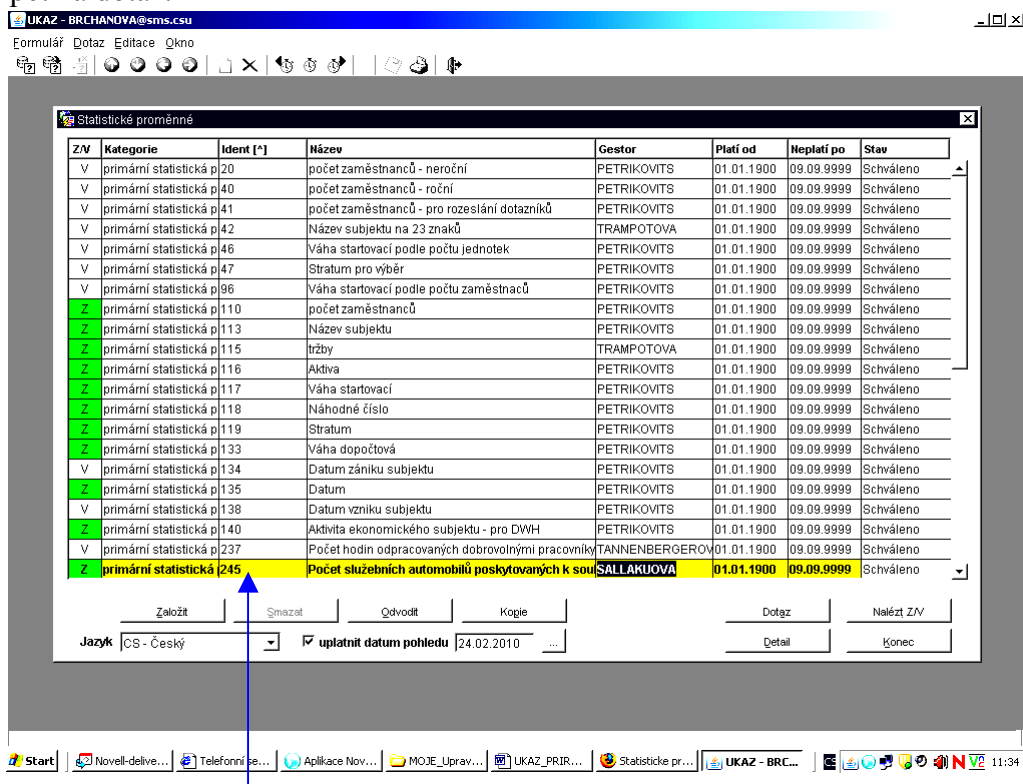 UKAZ - BRCHANOVA@sms.csu
Formulář Dotaz Editace Okno
Statistické proměnné
Z/V Kategorie Ident [^] Název Gestor Platí od Neplatí po Stav
V primární statistická p 20 počet zaměstnanců - neroční PETRIKOVITS 01.01.1900 09.09.9999 Schváleno
V primární statistická p 40 počet zaměstnanců - roční PETRIKOVITS 01.01.1900 09.09.9999 Schváleno
V primární statistická p 41 počet zaměstnanců - pro rozeslání dotazníků PETRIKOVITS 01.01.1900 09.09.9999 Schváleno
V primární statistická p 42 Název subjektu na 23 znaků TRAMPOTOVA 01.01.1900 09.09.9999 Schváleno
V primární statistická p 46 Váha startovací podle počtu jednotek PETRIKOVITS 01.01.1900 09.09.9999 Schváleno
V primární statistická p 47 Stratum pro výběr PETRIKOVITS 01.01.1900 09.09.9999 Schváleno
V primární statistická p 96 Váha startovací podle počtu zaměstnaců PETRIKOVITS 01.01.1900 09.09.9999 Schváleno
Z primární statistická p 110 počet zaměstnanců PETRIKOVITS 01.01.1900 09.09.9999 Schváleno
Z primární statistická p 113 Název subjektu PETRIKOVITS 01.01.1900 09.09.9999 Schváleno
Z primární statistická p 115 tržby TRAMPOTOVA 01.01.1900 09.09.9999 Schváleno
Z primární statistická p 116 Aktiva PETRIKOVITS 01.01.1900 09.09.9999 Schváleno
Z primární statistická p 117 Váha startovací PETRIKOVITS 01.01.1900 09.09.9999 Schváleno
Z primární statistická p 118 Náhodné číslo PETRIKOVITS 01.01.1900 09.09.9999 Schváleno
Z primární statistická p 119 Stratum PETRIKOVITS 01.01.1900 09.09.9999 Schváleno
Z primární statistická p 133 Váha dopočtová PETRIKOVITS 01.01.1900 09.09.9999 Schváleno
V primární statistická p 134 Datum zániku subjektu PETRIKOVITS 01.01.1900 09.09.9999 Schváleno
Z primární statistická p 135 Datum PETRIKOVITS 01.01.1900 09.09.9999 Schváleno
V primární statistická p 138 Datum vzniku subjektu PETRIKOVITS 01.01.1900 09.09.9999 Schváleno
Z primární statistická p 140 Aktivita ekonomického subjektu - pro DWH PETRIKOVITS 01.01.1900 09.09.9999 Schváleno
V primární statistická p 237 Počet hodin odpracovaných dobrovolnými pracovníky TANNENBERGEROV 01.01.1900 09.09.9999 Schváleno
Z primární statistická 245 Počet služebních automobilů poskytovaných k sou SALLAKUOVA 01.01.1900 09.09.9999 Schváleno
Založit Smazat Odvodit Kopie Dotaz Nalézt Z/V
Jazyk CS - Český uplatnit datum pohledu 24.02.2010 ... Detail Konec
Start Novell-delive... Telefonní se... Aplikace Nov... MOJE_Uprav... UKAZ_PRIR... Statisticke pr... UKAZ - BRC... 11:34